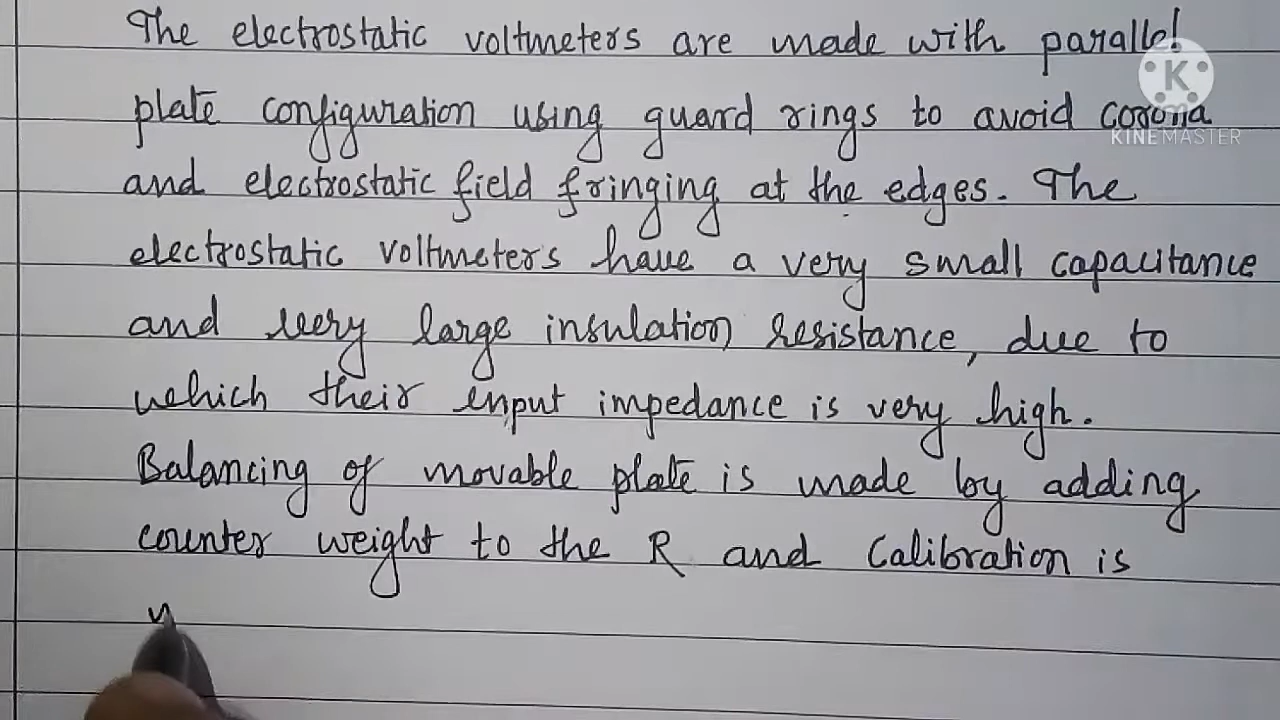 The electrostatic voltmeters are made with parallel
plate configuration using guard rings to avoid corona
and electrostatic field fringing at the edges. The
electrostatic voltmeters have a very small capacitance
and very large insulation resistance, due to
which their input impedance is very high.
Balancing of movable plate is made by adding
counter weight to the R and Calibration is
K
KINEMASTER